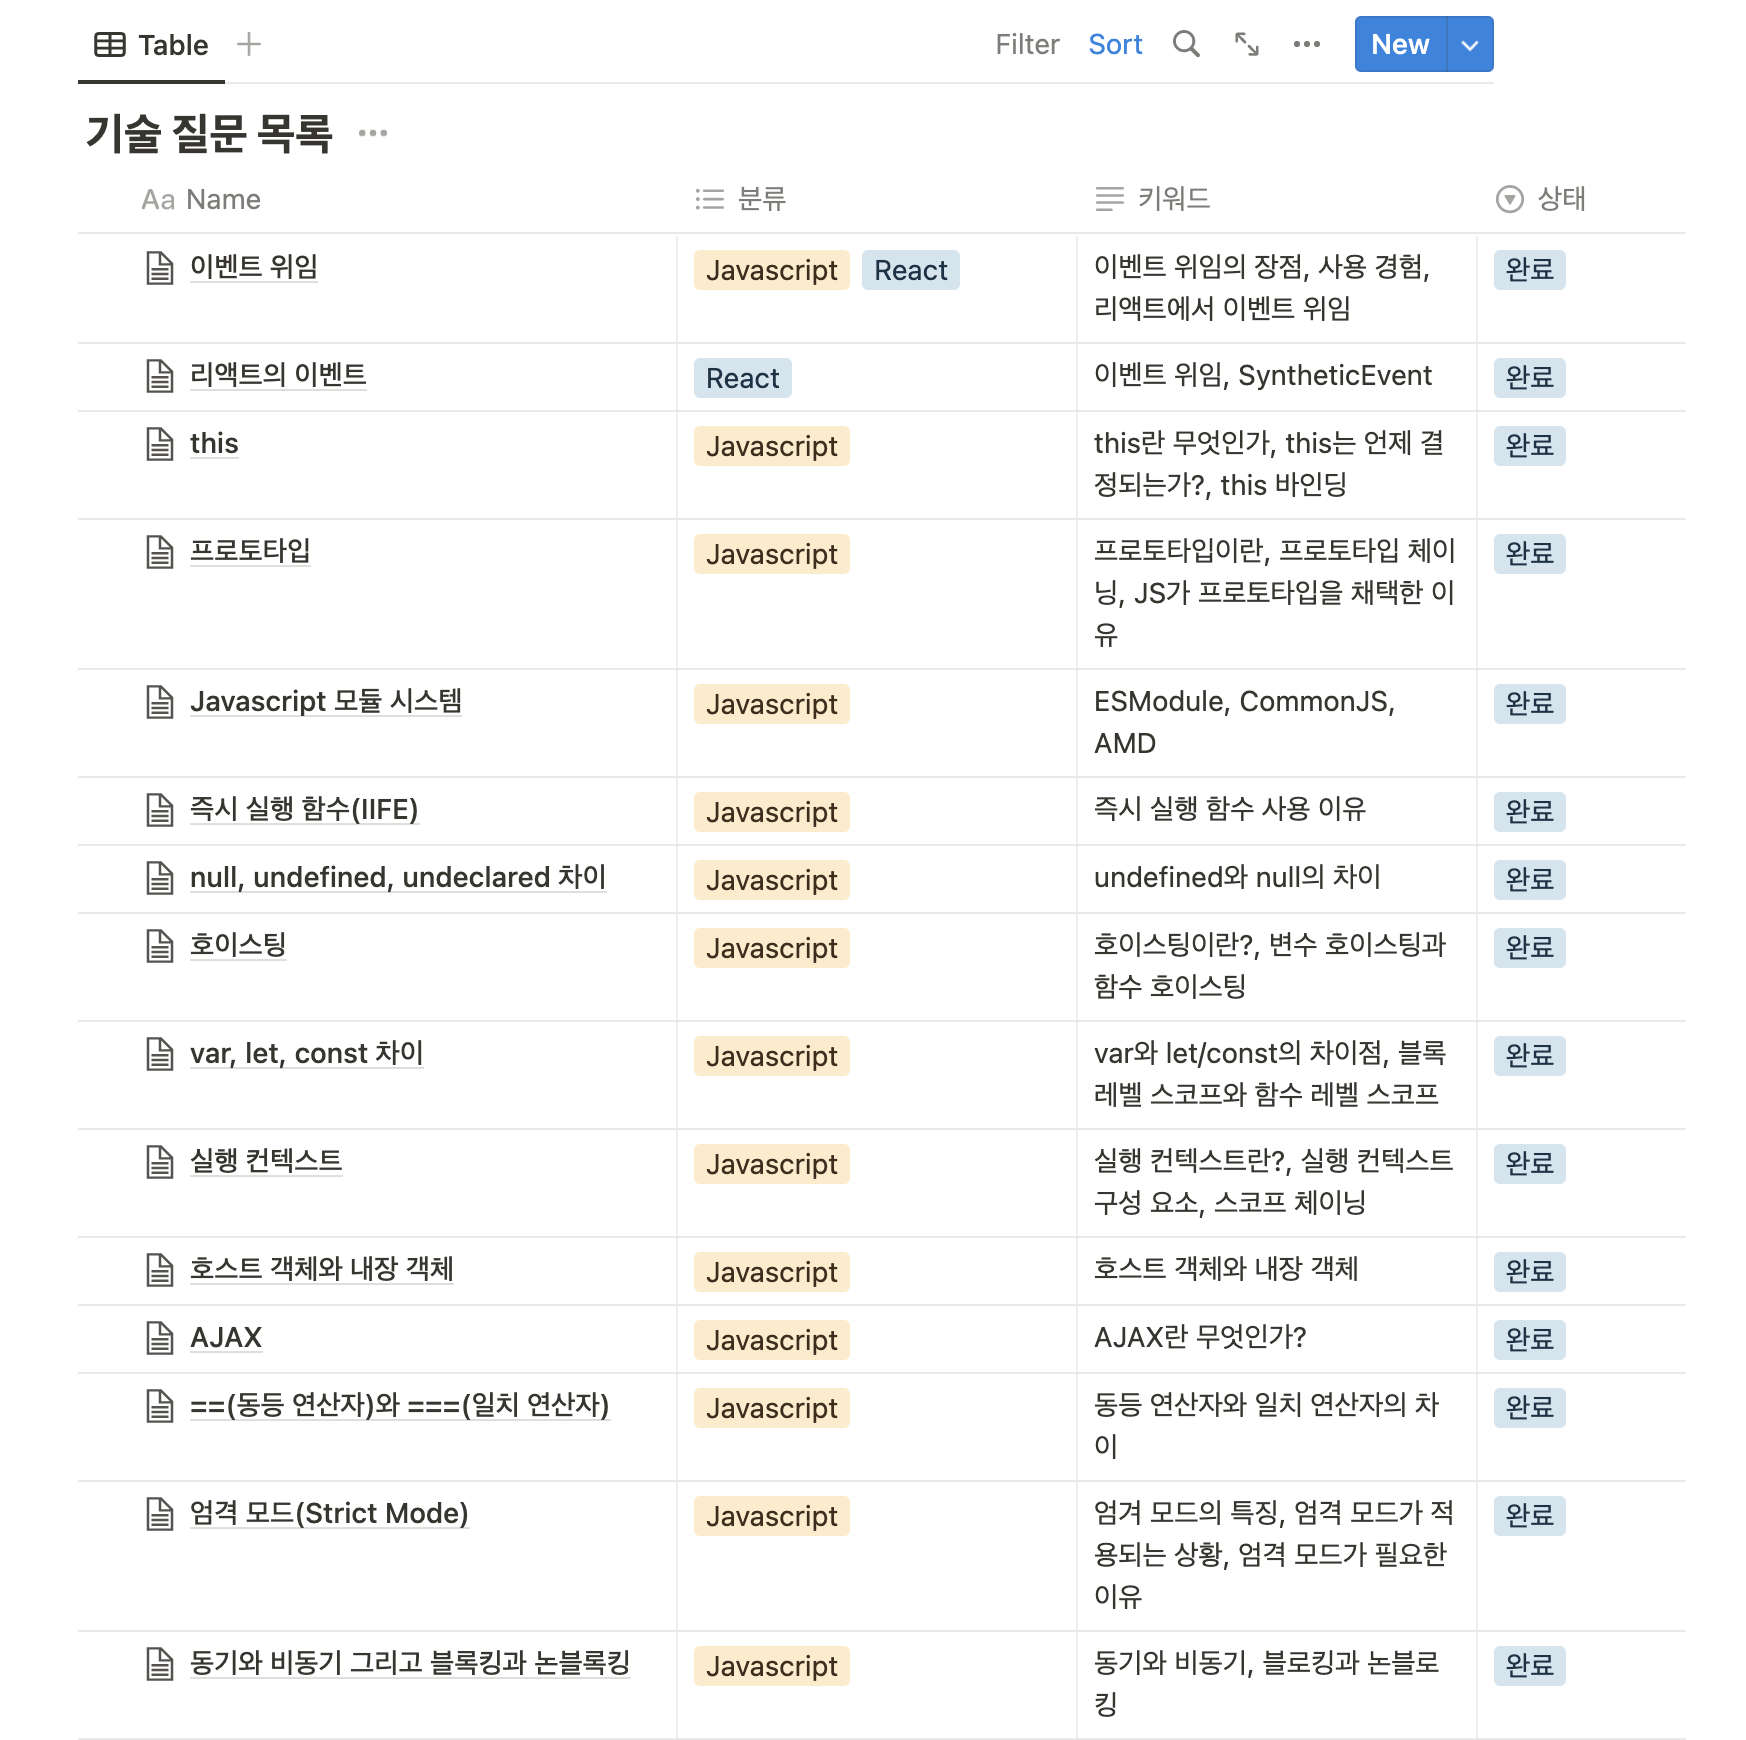 Table
Filter Sort New
기술 질문 목록
Aa Name 분류 키워드 상태
이벤트 위임 Javascript React 이벤트 위임의 장점, 사용 경험, 완료
리액트에서 이벤트 위임
리액트의 이벤트 React 이벤트 위임, SyntheticEvent 완료
this Javascript this란 무엇인가, this는 언제 결 완료
정되는가?, this 바인딩
프로토타입 Javascript 프로토타입이란, 프로토타입 체이 완료
닝, JS가 프로토타입을 채택한 이
유
Javascript 모듈 시스템 Javascript ESModule, CommonJS, 완료
AMD
즉시 실행 함수(IIFE) Javascript 즉시 실행 함수 사용 이유 완료
null, undefined, undeclared 차이 Javascript undefined와 null의 차이 완료
호이스팅 Javascript 호이스팅이란?, 변수 호이스팅과 완료
함수 호이스팅
var, let, const 차이 Javascript var와 let/const의 차이점, 블록 완료
레벨 스코프와 함수 레벨 스코프
실행 컨텍스트 Javascript 실행 컨텍스트란?, 실행 컨텍스트 완료
구성 요소, 스코프 체이닝
호스트 객체와 내장 객체 Javascript 호스트 객체와 내장 객체 완료
AJAX Javascript AJAX란 무엇인가? 완료
==(동등 연산자)와 ===(일치 연산자) Javascript 동등 연산자와 일치 연산자의 차 완료
이
엄격 모드(Strict Mode) Javascript 엄겨 모드의 특징, 엄격 모드가 적 완료
용되는 상황, 엄격 모드가 필요한
이유
동기와 비동기 그리고 블록킹과 논블록킹 Javascript 동기와 비동기, 블로킹과 논블로 완료
킹